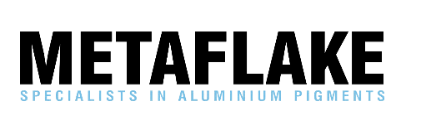 METAFLAKE
SPECIALISTS IN ALUMINIUM PIGMENTS